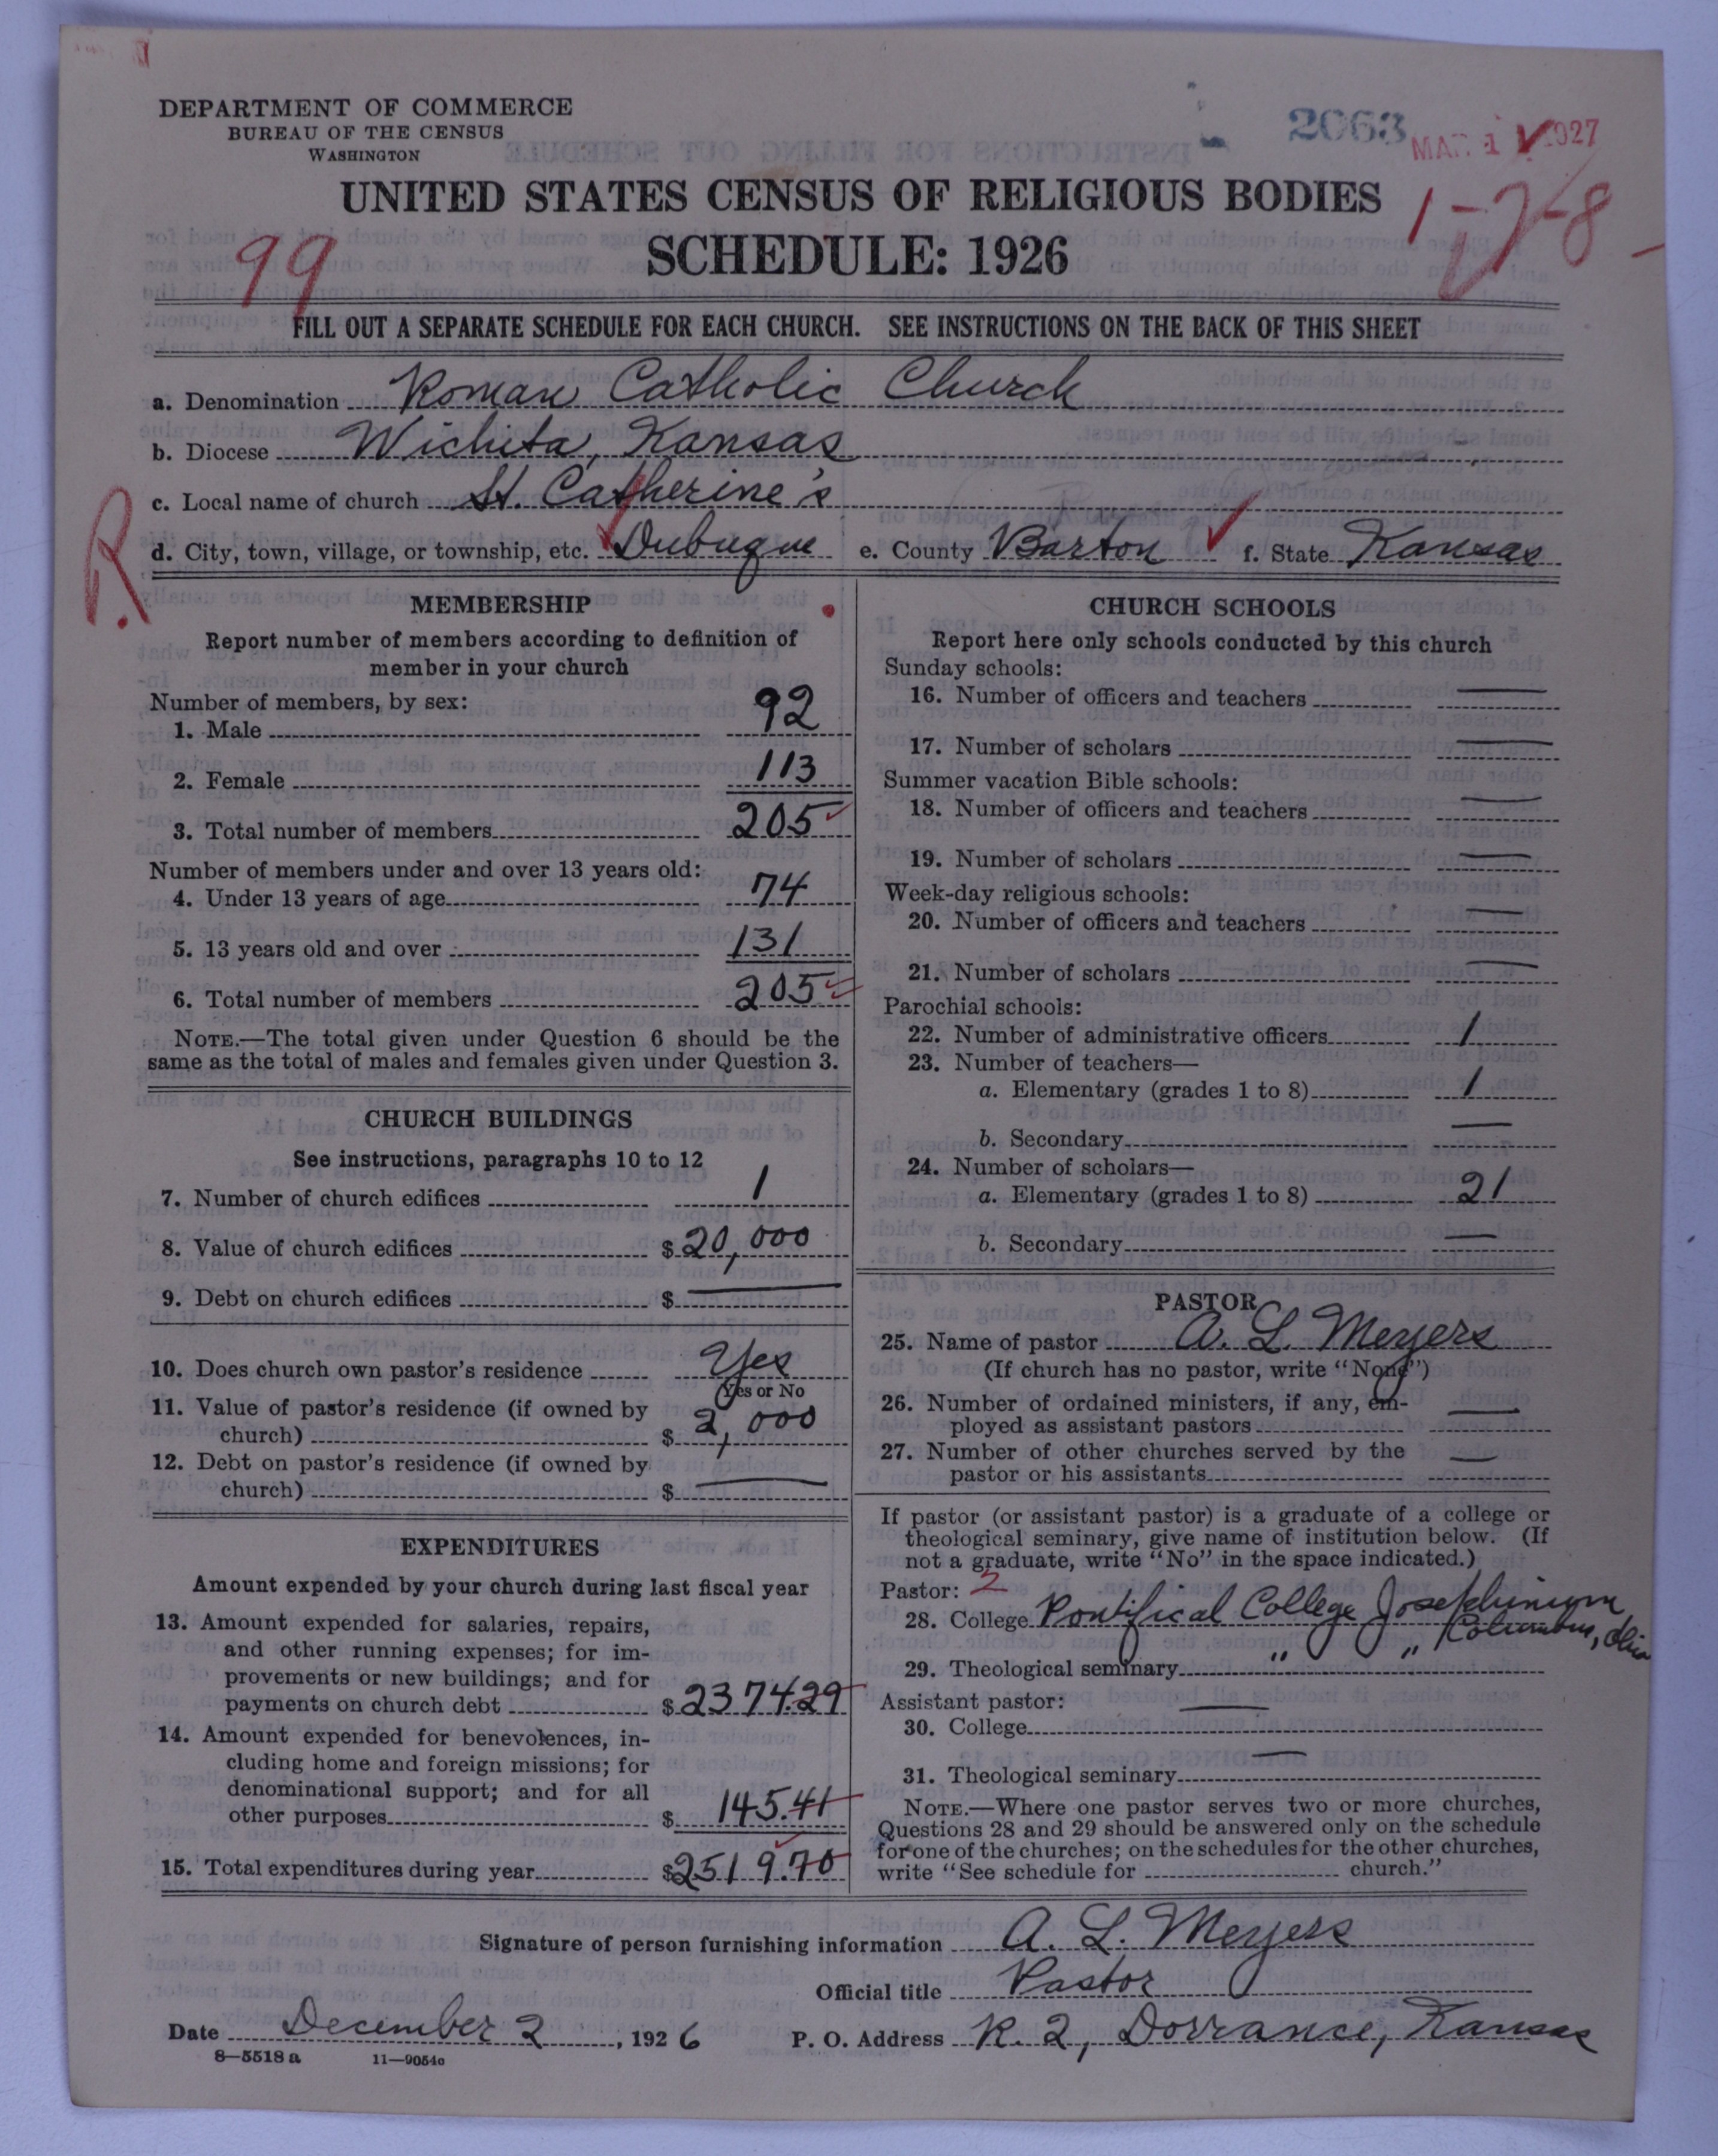 DEPARTMENT OF COMMERCE
BUREAU OF THE CENSUS
WASHINGTON
2063
MAR 1 1927
UNITED STATES CENSUS OF RELIGIOUS BODIES
SCHEDULE: 1926
99
1-7-8
FILL OUT A SEPARATE SCHEDULE FOR EACH CHURCH. SEE INSTRUCTIONS ON THE BACK OF THIS SHEET
a. Denomination Roman Catholic Church
b. Diocese Wichita, Kansas
c. Local name of church St. Catherine's
R.
d. City, town, village, or township, etc. Dubuque e. County Barton f. State Kansas
MEMBERSHIP
Report number of members according to definition of
member in your church
Number of members, by sex:
1. Male 92
2. Female 113
3. Total number of members 205
Number of members under and over 13 years old:
4. Under 13 years of age 74
5. 13 years old and over 131
6. Total number of members 205
NOTE.—The total given under Question 6 should be the
same as the total of males and females given under Question 3.
CHURCH BUILDINGS
See instructions, paragraphs 10 to 12
7. Number of church edifices 1
8. Value of church edifices $ 20,000
9. Debt on church edifices $ —
10. Does church own pastor's residence Yes
(Yes or No
11. Value of pastor's residence (if owned by
church) $ 2,000
12. Debt on pastor's residence (if owned by
church) $ —
EXPENDITURES
Amount expended by your church during last fiscal year
13. Amount expended for salaries, repairs,
and other running expenses; for im-
provements or new buildings; and for
payments on church debt $ 2374.29
14. Amount expended for benevolences, in-
cluding home and foreign missions; for
denominational support; and for all
other purposes $ 145.41
15. Total expenditures during year $ 2519.70
CHURCH SCHOOLS
Report here only schools conducted by this church
Sunday schools:
16. Number of officers and teachers —
17. Number of scholars —
Summer vacation Bible schools:
18. Number of officers and teachers —
19. Number of scholars —
Week-day religious schools:
20. Number of officers and teachers —
21. Number of scholars —
Parochial schools:
22. Number of administrative officers 1
23. Number of teachers—
a. Elementary (grades 1 to 8) 1
b. Secondary —
24. Number of scholars—
a. Elementary (grades 1 to 8) 21
b. Secondary —
PASTOR
25. Name of pastor A. L. Meyers
(If church has no pastor, write "None")
26. Number of ordained ministers, if any, em-
ployed as assistant pastors —
27. Number of other churches served by the
pastor or his assistants —
If pastor (or assistant pastor) is a graduate of a college or
theological seminary, give name of institution below. (If
not a graduate, write "No" in the space indicated.)
Pastor: 2
28. College Pontifical College Josephinum
Columbus, Ohio
29. Theological seminary " "
Assistant pastor:
30. College —
31. Theological seminary —
NOTE.—Where one pastor serves two or more churches,
Questions 28 and 29 should be answered only on the schedule
for one of the churches; on the schedules for the other churches,
write "See schedule for church."
Signature of person furnishing information A. L. Meyers
Official title Pastor
Date December 2, 1926 P. O. Address R. 2, Dorrance, Kansas
8—5518a 11—9054a